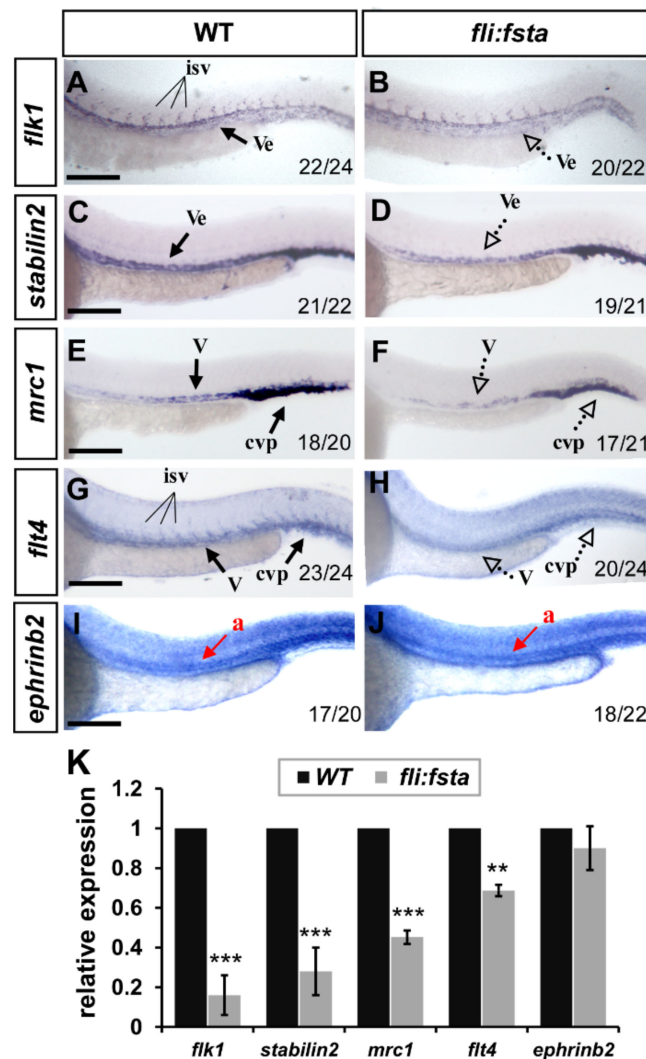 WT
fli:fsta
flk1
A
isv
Ve
22/24
B
Ve
20/22
stabilin2
C
Ve
21/22
D
Ve
19/21
mrc1
E
V
cvp
18/20
F
V
cvp
17/21
flt4
G
isv
V
cvp
23/24
H
V
cvp
20/24
ephrinb2
I
a
17/20
J
a
18/22
K
WT fli:fsta
relative expression
1.2
1
0.8
0.6
0.4
0.2
0
***
***
***
**
flk1 stabilin2 mrc1 flt4 ephrinb2